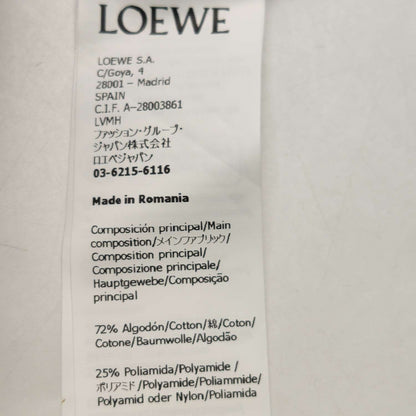 LOEWE
LOEWE S.A.
C/Goya, 4
28001 – Madrid
SPAIN
C.I.F. A-28003861
LVMH
ファッション・グループ・
ジャパン株式会社
ロエベジャパン
03-6215-6116
Made in Romania
Composición principal/Main
composition/メインファブリック/
Composition principal/
Composizione principale/
Hauptgewebe/Composição
principal
72% Algodón/Cotton/綿/Coton/
Cotone/Baumwolle/Algodão
25% Poliamida/Polyamide/
ポリアミド/Polyamide/Poliammide/
Polyamid oder Nylon/Poliamida